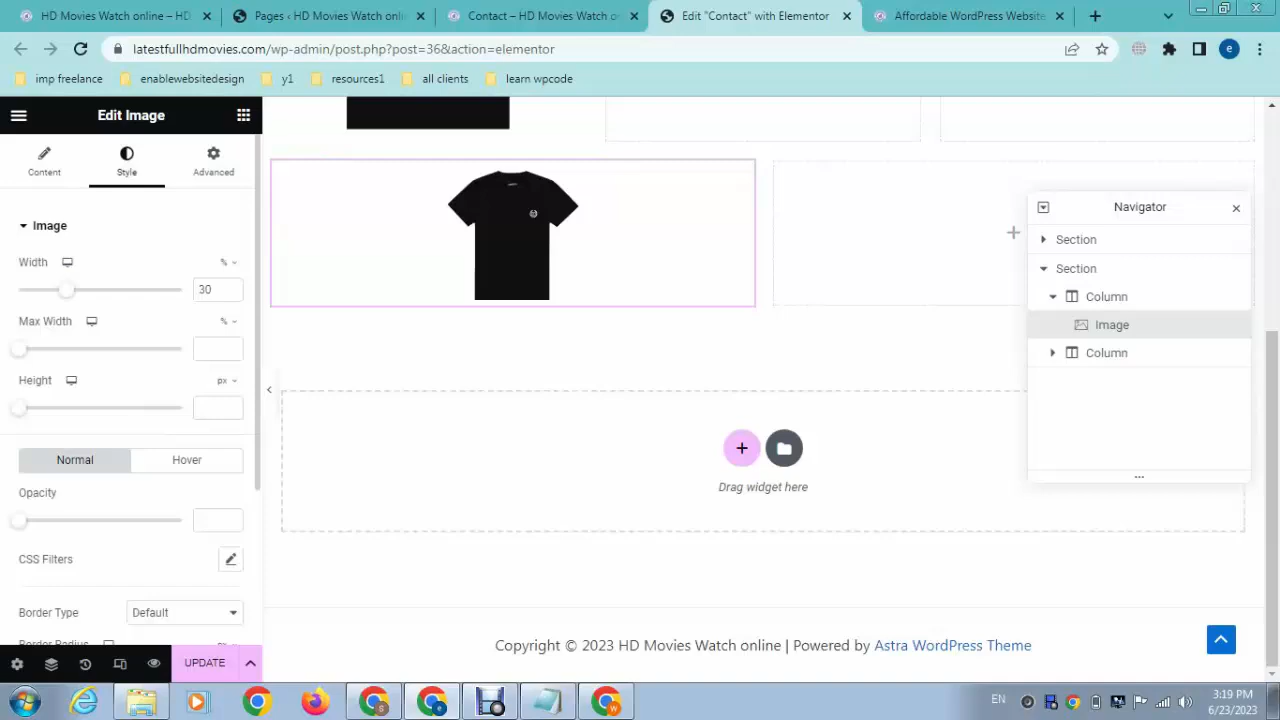 HD Movies Watch online – HD
Pages ‹ HD Movies Watch online
Contact – HD Movies Watch on
Edit "Contact" with Elementor
Affordable WordPress Website
latestfullhdmovies.com/wp-admin/post.php?post=36&action=elementor
e
imp freelance
enablewebsitedesign
y1
resources1
all clients
learn wpcode
Edit Image
Content
Style
Advanced
Image
Width
%
30
Max Width
%
Height
px
Normal
Hover
Opacity
CSS Filters
Border Type
Default
Border Radius
UPDATE
Navigator
Section
Section
Column
Image
Column
Drag widget here
Copyright © 2023 HD Movies Watch online | Powered by Astra WordPress Theme
EN
3:19 PM
6/23/2023